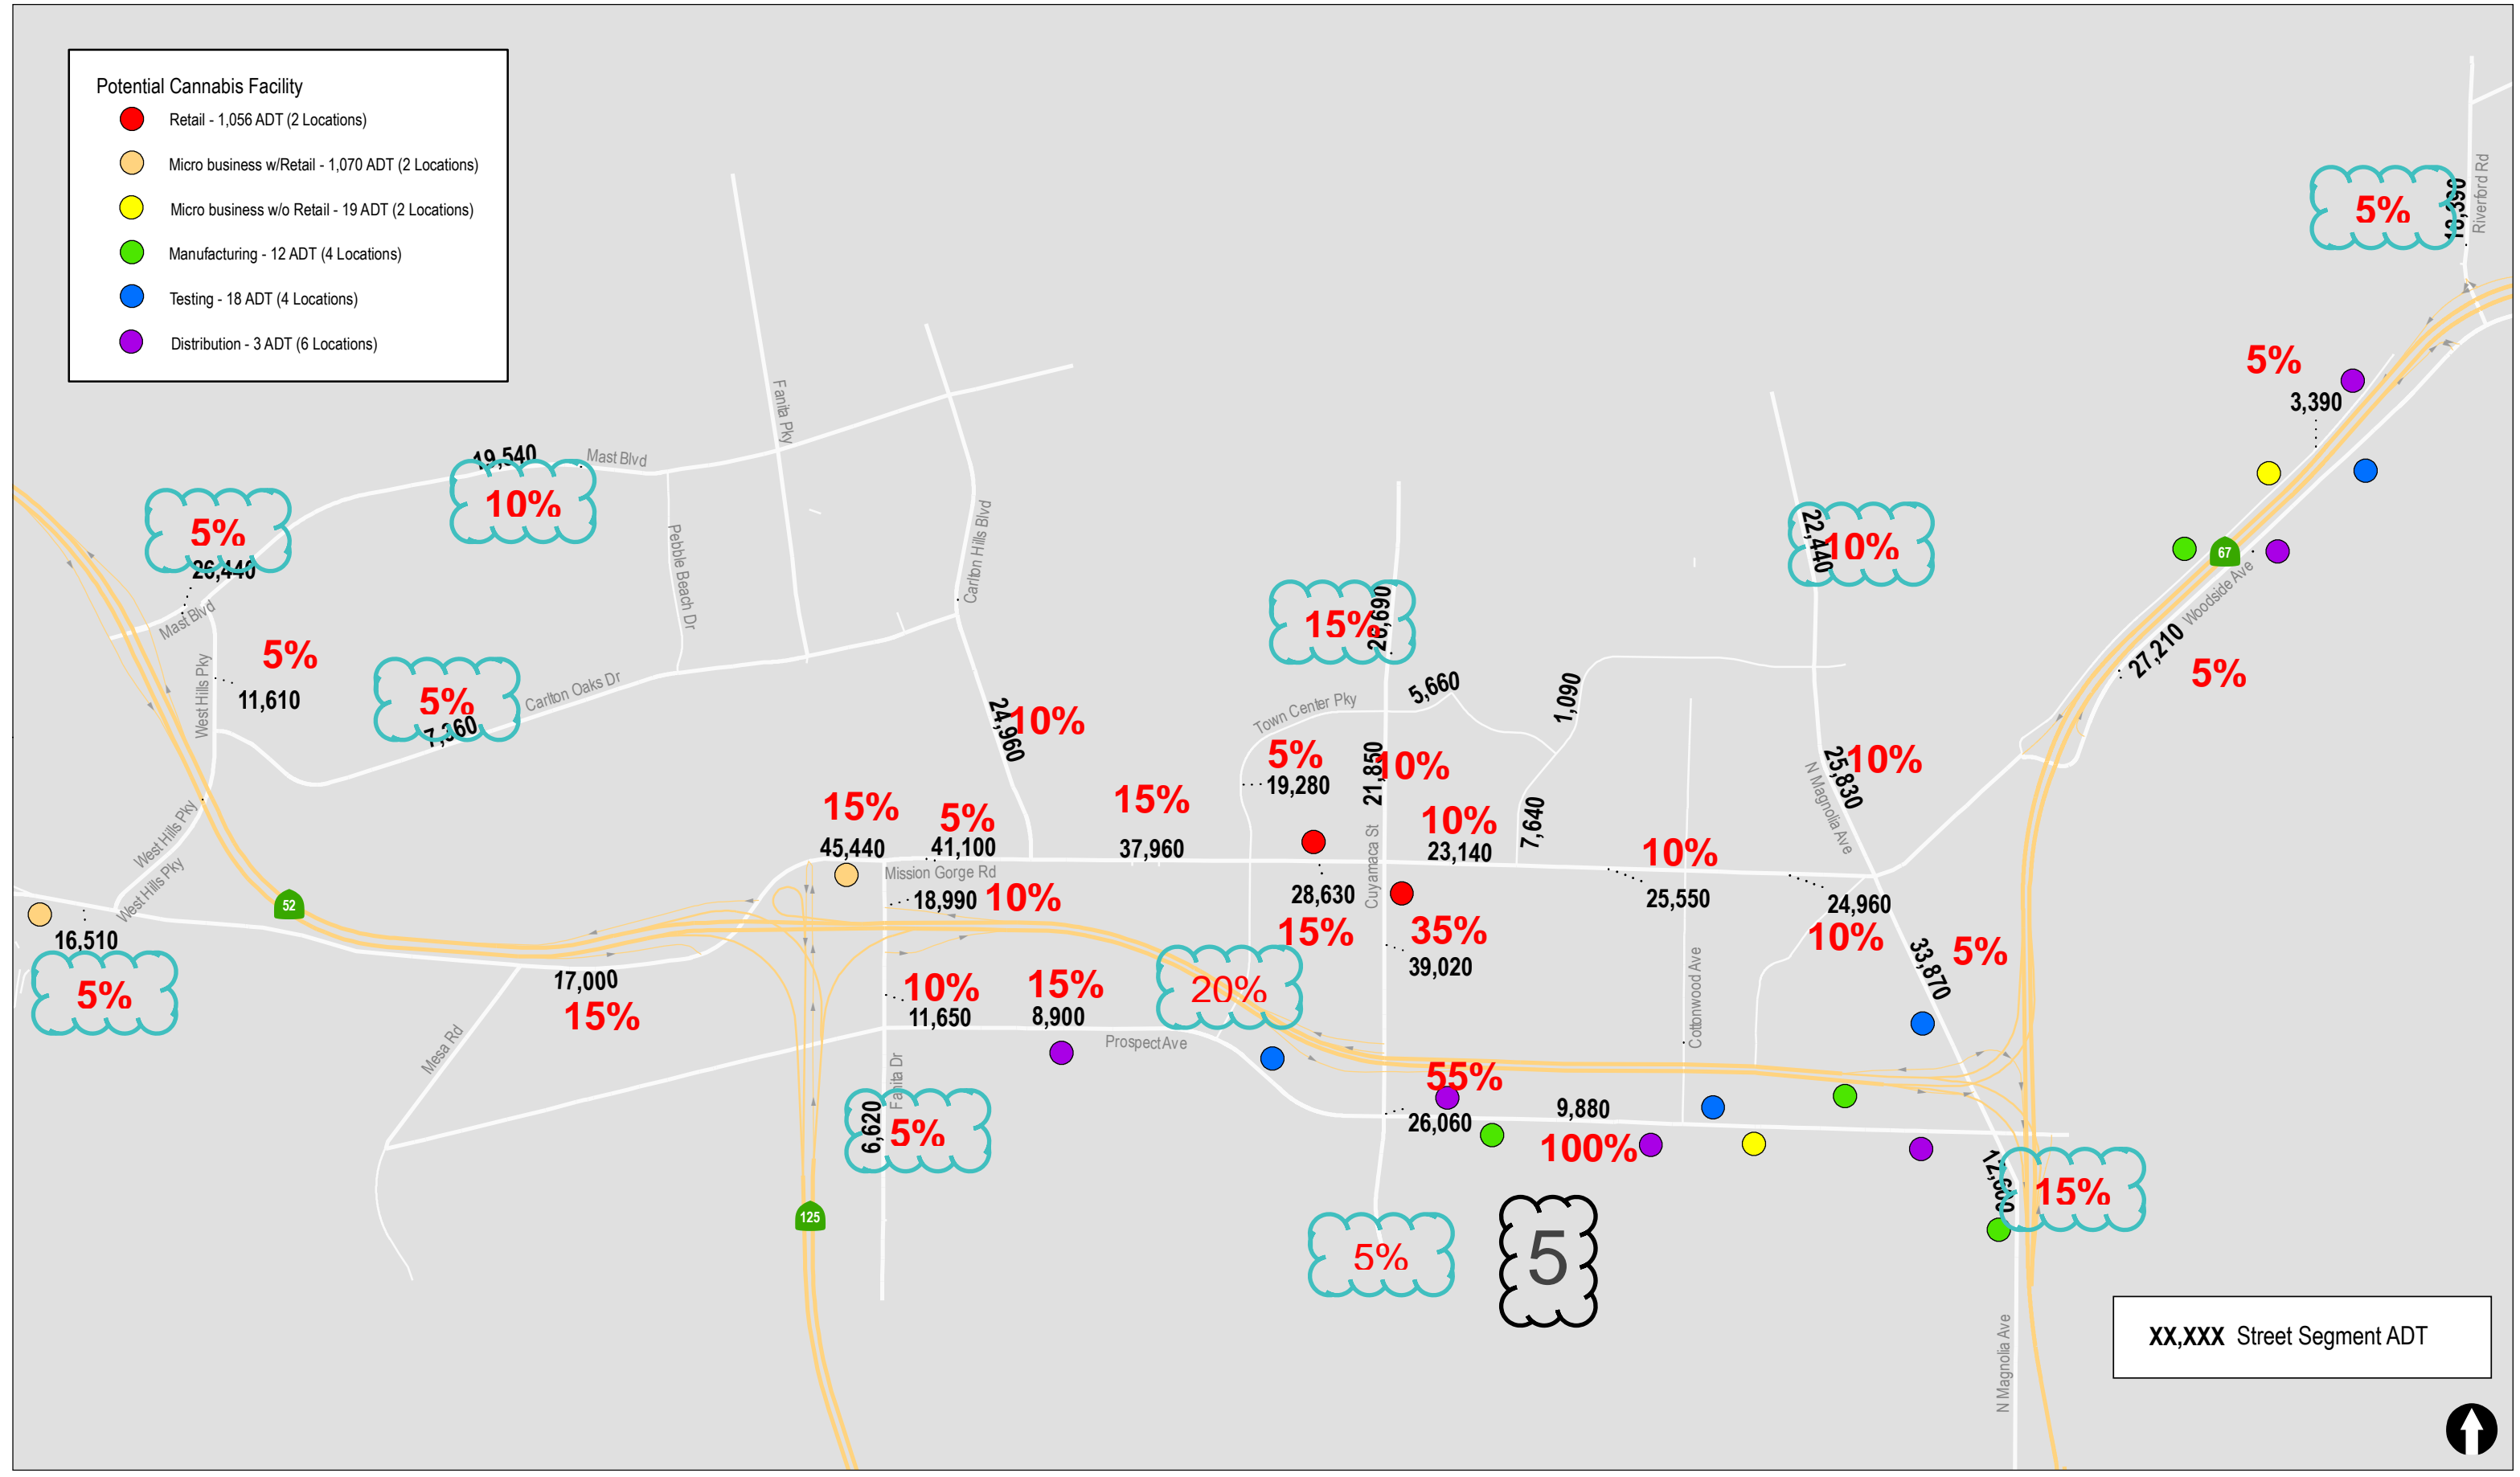 Potential Cannabis Facility
Retail - 1,056 ADT (2 Locations)
Micro business w/Retail - 1,070 ADT (2 Locations)
Micro business w/o Retail - 19 ADT (2 Locations)
Manufacturing - 12 ADT (4 Locations)
Testing - 18 ADT (4 Locations)
Distribution - 3 ADT (6 Locations)
5%
Riverford Rd
5%
3,390
Fanita Pky
19,540
Mast Blvd
10%
5%
26,440
Mast Blvd
Pebble Beach Dr
Carlton Hills Blvd
22,440
10%
67
Woodside Ave
27,210
5%
15%
5%
West Hills Pky
11,610
5%
7,360
Carlton Oaks Dr
24,960
10%
Town Center Pky
5,660
1,090
5%
19,280
21,850
10%
25,830
10%
N Magnolia Ave
15%
45,440
5%
41,100
15%
37,960
10%
23,140
7,640
10%
West Hills Pky
West Hills Pky
Mission Gorge Rd
18,990
10%
28,630
15%
Cuyamaca St
35%
39,020
25,550
24,960
10%
33,870
5%
52
16,510
5%
17,000
15%
10%
11,650
15%
8,900
20%
Cottonwood Ave
Mesa Rd
Prospect Ave
Fanita Dr
6,620
5%
55%
26,060
9,880
100%
12,600
15%
125
5%
5
N Magnolia Ave
XX,XXX Street Segment ADT